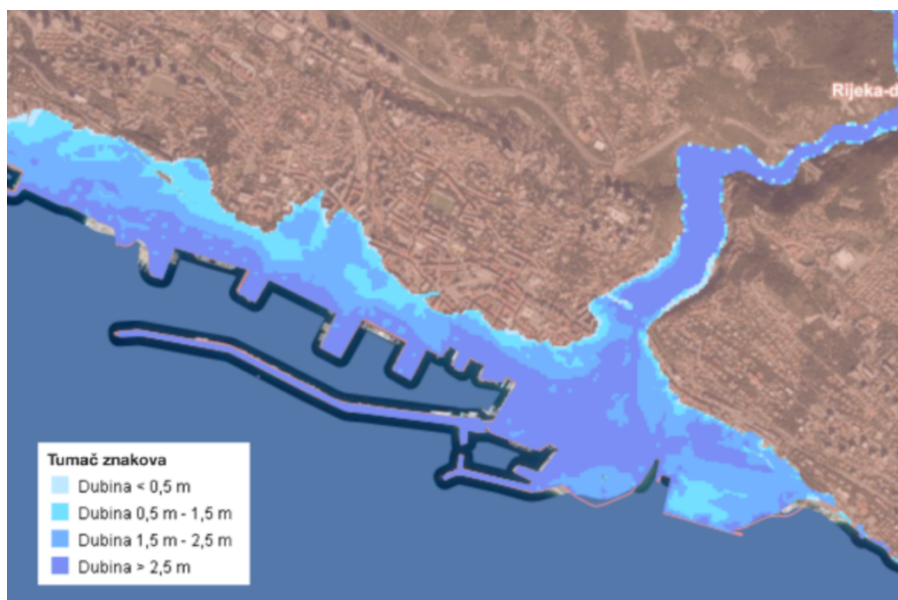 Rijeka-d
Tumač znakova
Dubina < 0,5 m
Dubina 0,5 m - 1,5 m
Dubina 1,5 m - 2,5 m
Dubina > 2,5 m